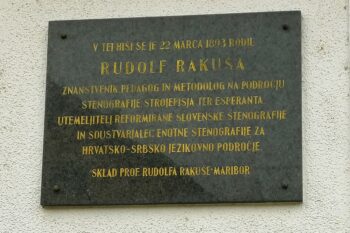 V TEJ HIŠI SE JE 22 MARCA 1893 RODIL
RUDOLF RAKUŠA
ZNANSTVENIK PEDAGOG IN METODOLOG NA PODROČJU
STENOGRAFIJE STROJEPISJA TER ESPERANTA
UTEMELJITELJ REFORMIRANE SLOVENSKE STENOGRAFIJE
IN SOUSTVARJALEC ENOTNE STENOGRAFIJE ZA
HRVATSKO-SRBSKO JEZIKOVNO PODROČJE.
SKLAD PROF. RUDOLFA RAKUŠE-MARIBOR